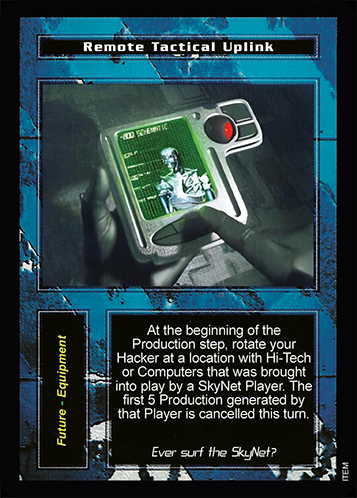 Remote Tactical Uplink
-800 SCHEMATIC
At the beginning of the
Production step, rotate your
Hacker at a location with Hi-Tech
or Computers that was brought
into play by a SkyNet Player. The
first 5 Production generated by
that Player is cancelled this turn.
Ever surf the SkyNet?
Future - Equipment
ITEM